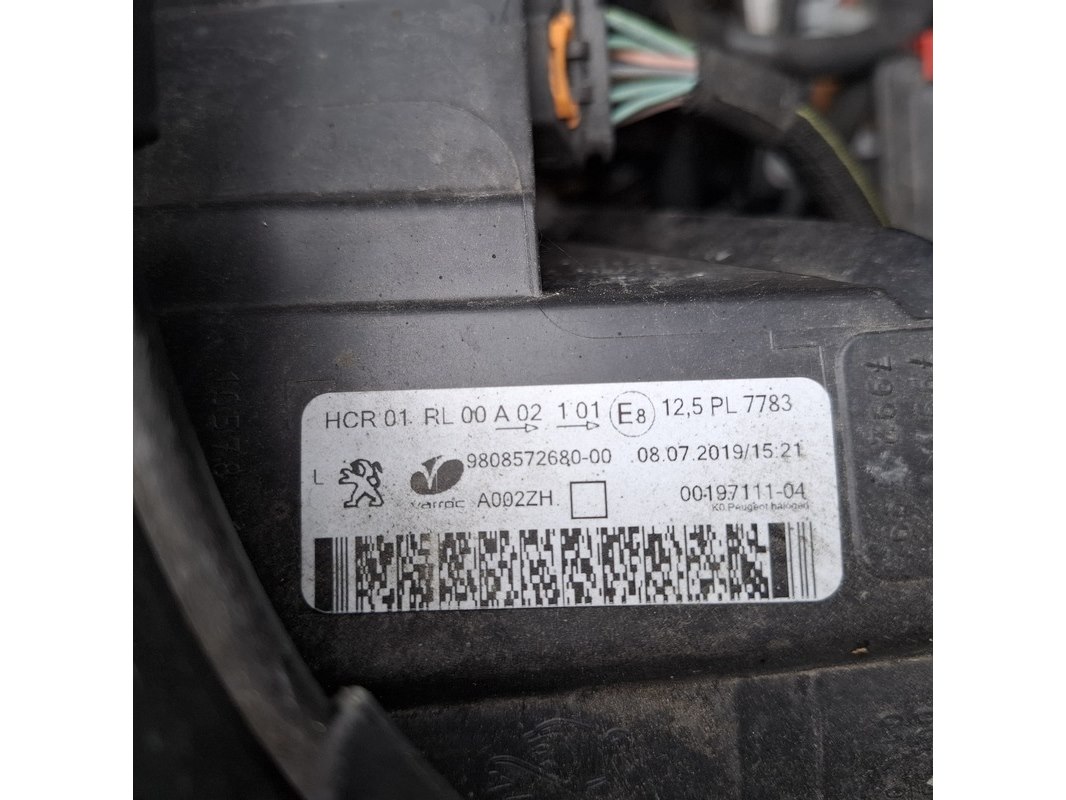 HCR 01 RL 00 A 02 1 01 E8 12,5 PL 7783
L 9808572680-00 08.07.2019/15:21
varroc A002ZH 00197111-04
K0 Peugeot halogen